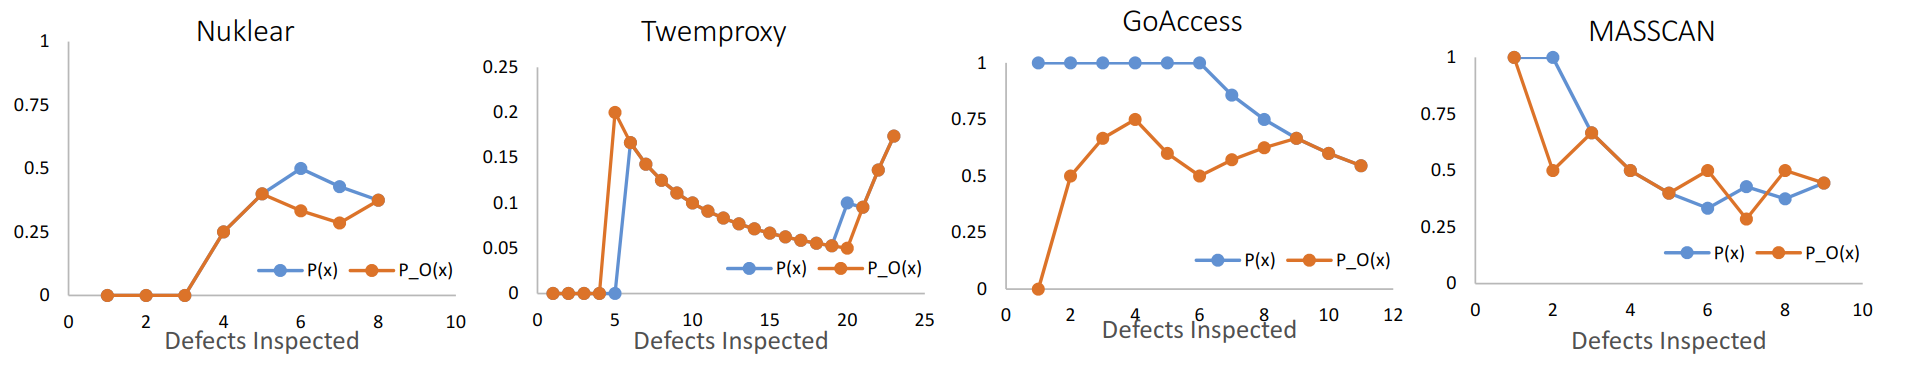 Nuklear
1
0.75
0.5
0.25
0
0 2 4 6 8 10
P(x) P_O(x)
Defects Inspected
Twemproxy
0.25
0.2
0.15
0.1
0.05
0
0 5 10 15 20 25
P(x) P_O(x)
Defects Inspected
GoAccess
1
0.75
0.5
0.25
0
0 2 4 6 8 10 12
P(x) P_O(x)
Defects Inspected
MASSCAN
1
0.75
0.5
0.25
0
0 2 4 6 8 10
P(x) P_O(x)
Defects Inspected